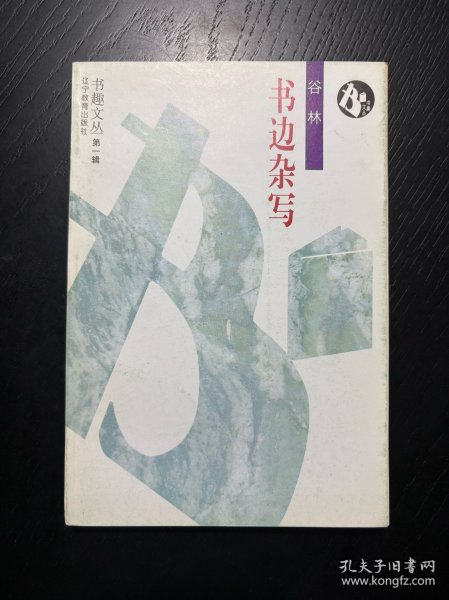 谷林
书边杂写
书趣文丛 第一辑
辽宁教育出版社
孔夫子旧书网
www.kongfz.com